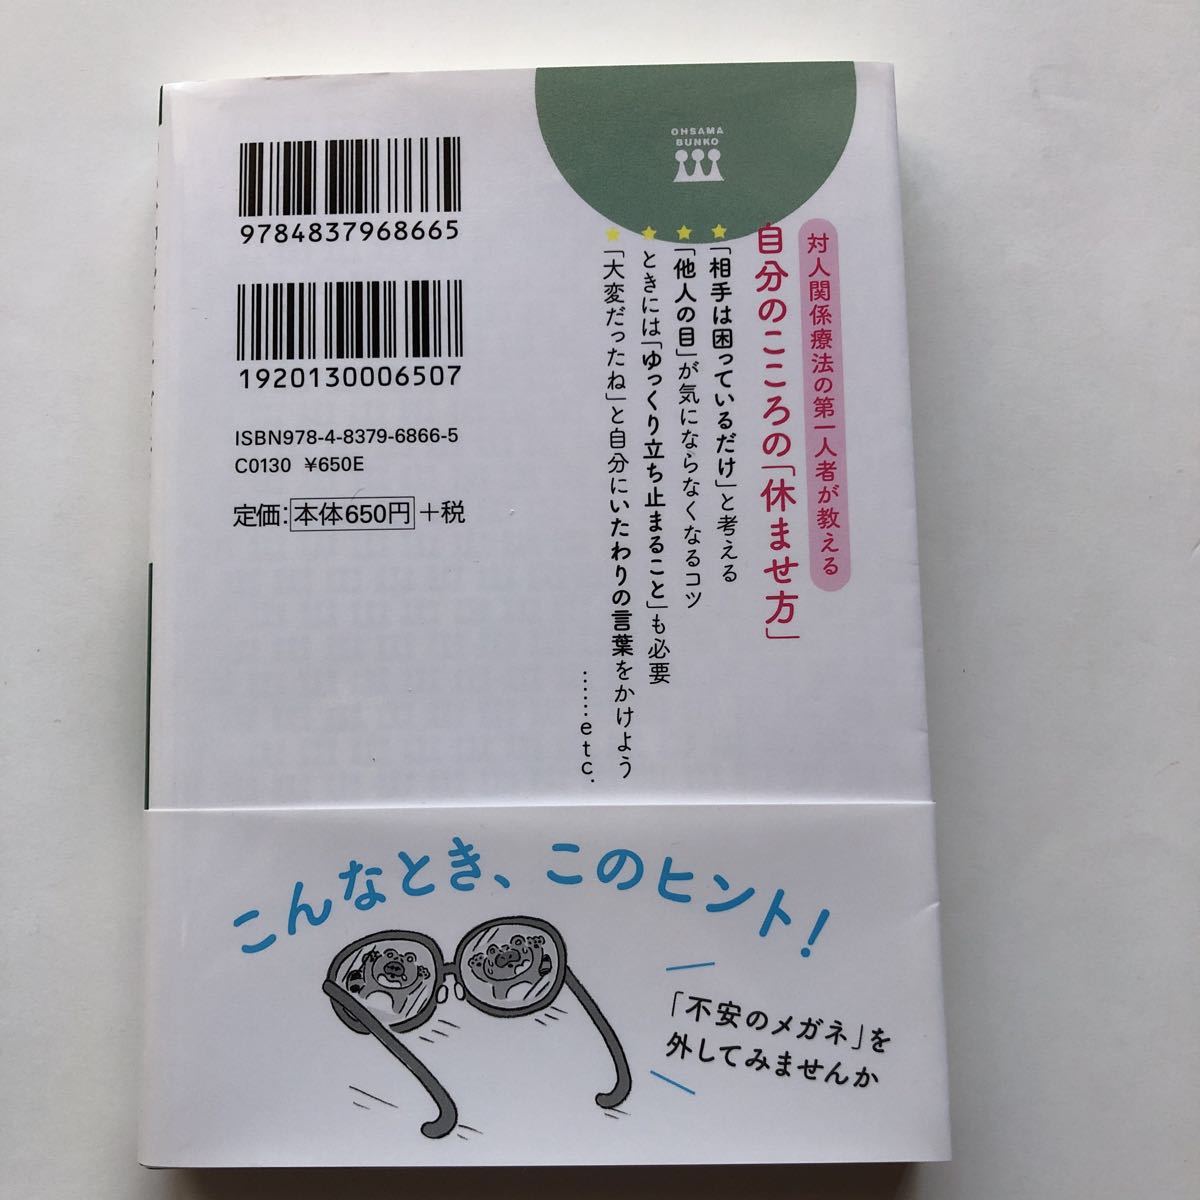 OHSAMA
BUNKO
対人関係療法の第一人者が教える
自分のこころの「休ませ方」
★「相手は困っているだけ」と考える
★「他人の目」が気にならなくなるコツ
★ときには「ゆっくり立ち止まること」も必要
★「大変だったね」と自分にいたわりの言葉をかけよう
……etc.
9784837968665
1920130006507
ISBN978-4-8379-6866-5
C0130 ¥650E
定価:本体650円+税
こんなとき、このヒント!
「不安のメガネ」を
外してみませんか